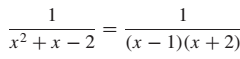 1/(x² + x − 2) = 1/((x − 1)(x + 2))